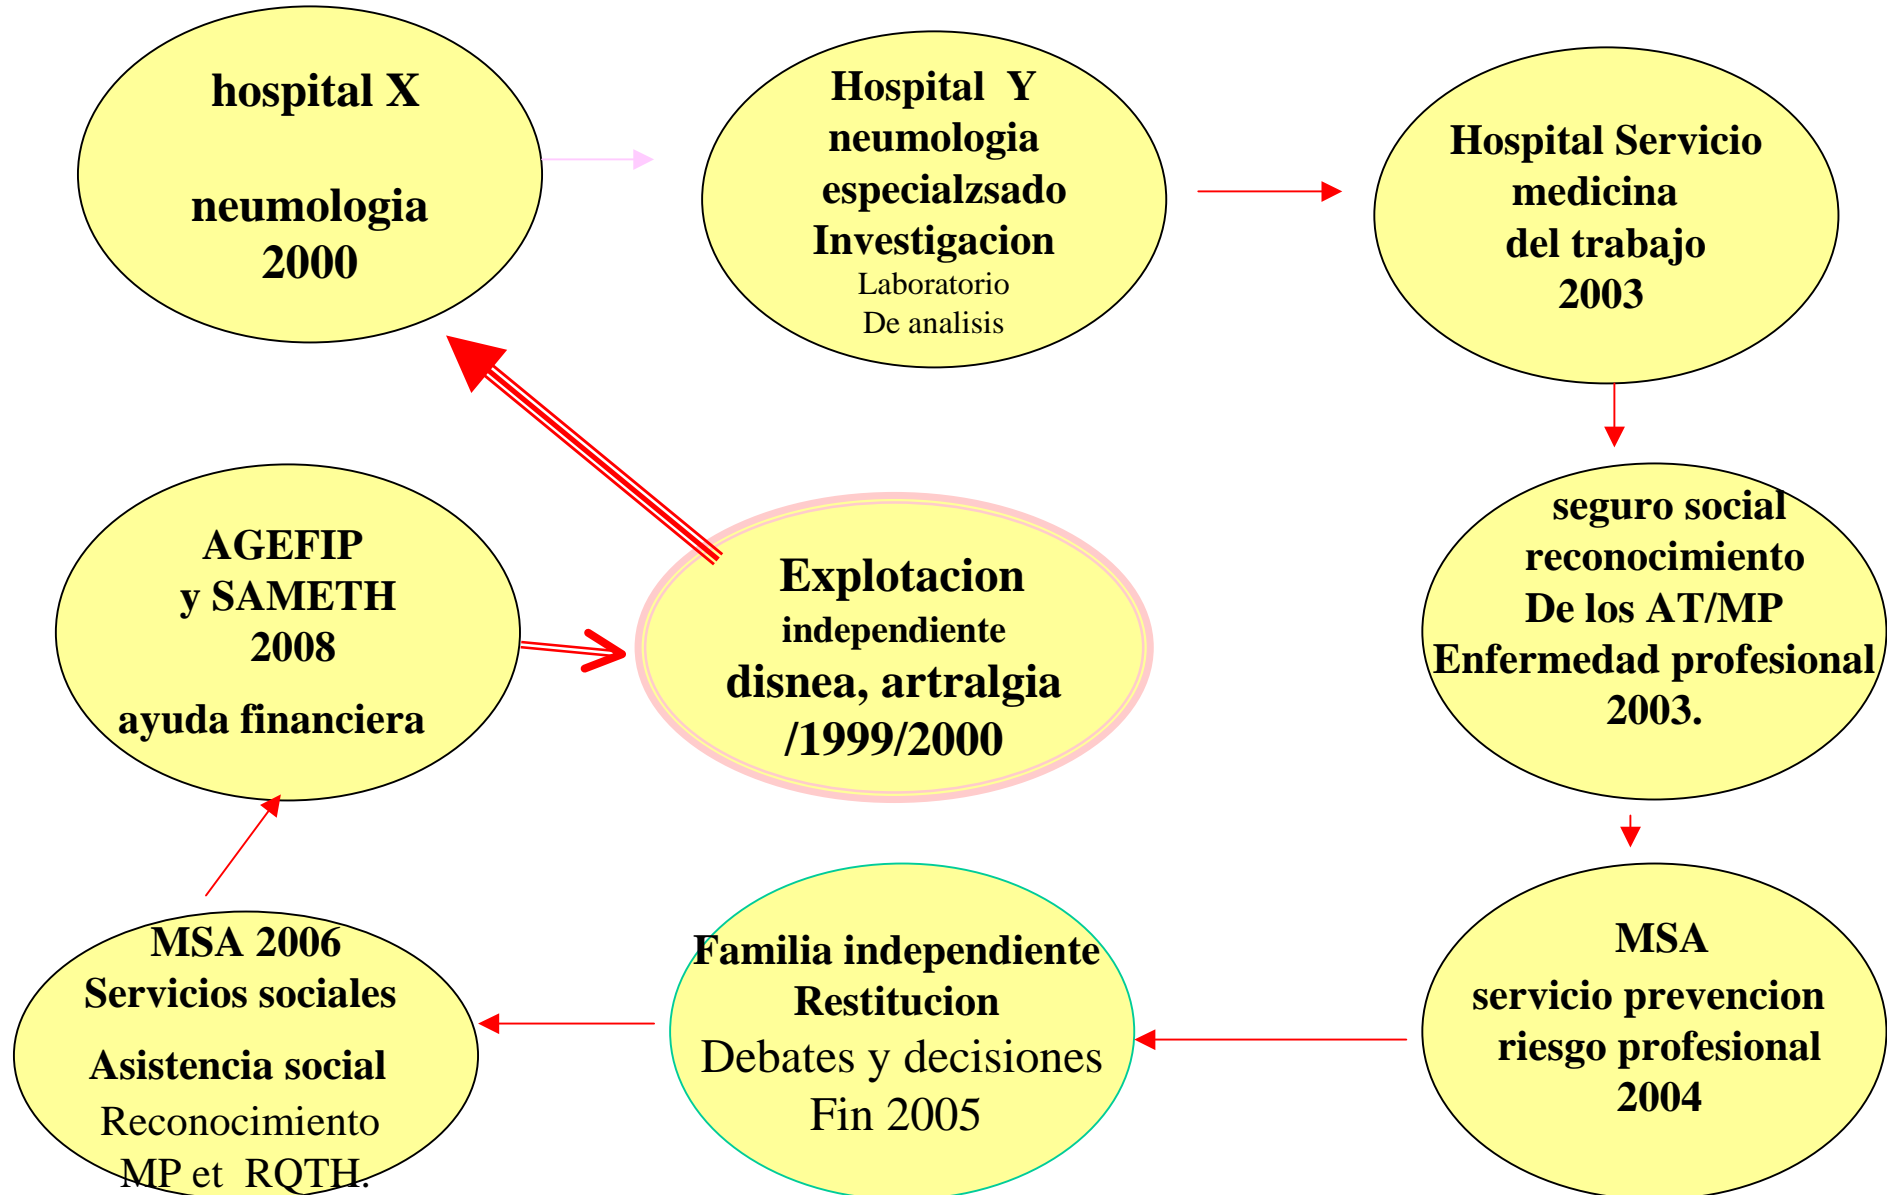 hospital X
neumologia
2000
Hospital Y
neumologia
especialzsado
Investigacion
Laboratorio
De analisis
Hospital Servicio
medicina
del trabajo
2003
seguro social
reconocimiento
De los AT/MP
Enfermedad profesional
2003.
MSA
servicio prevencion
riesgo profesional
2004
Familia independiente
Restitucion
Debates y decisiones
Fin 2005
MSA 2006
Servicios sociales
Asistencia social
Reconocimiento
MP et RQTH.
AGEFIP
y SAMETH
2008
ayuda financiera
Explotacion
independiente
disnea, artralgia
/1999/2000